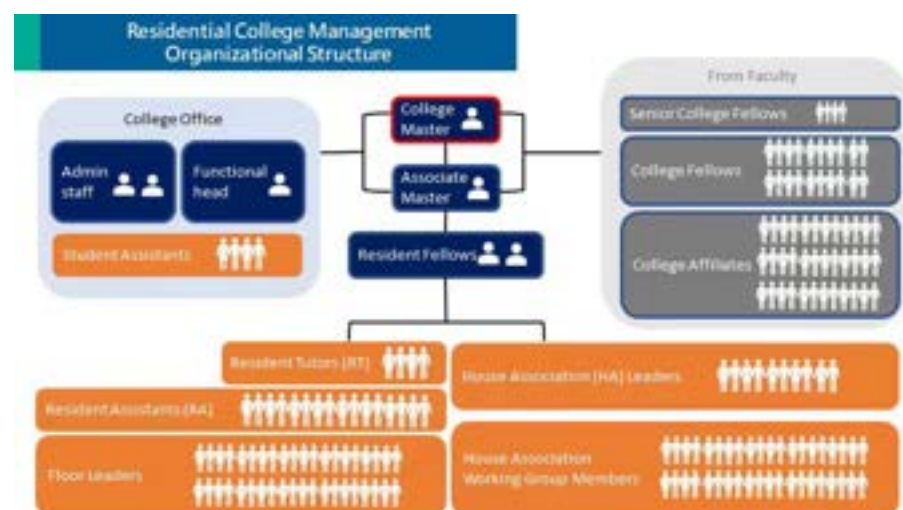 Residential College Management
Organizational Structure
From Faculty
College Office
College
Master
Senior College Fellows
Admin
staff
Functional
head
Associate
Master
College Fellows
Student Assistants
Resident Fellows
College Affiliates
Resident Tutors (RT)
House Association (HA) Leaders
Resident Assistants (RA)
Floor Leaders
House Association
Working Group Members